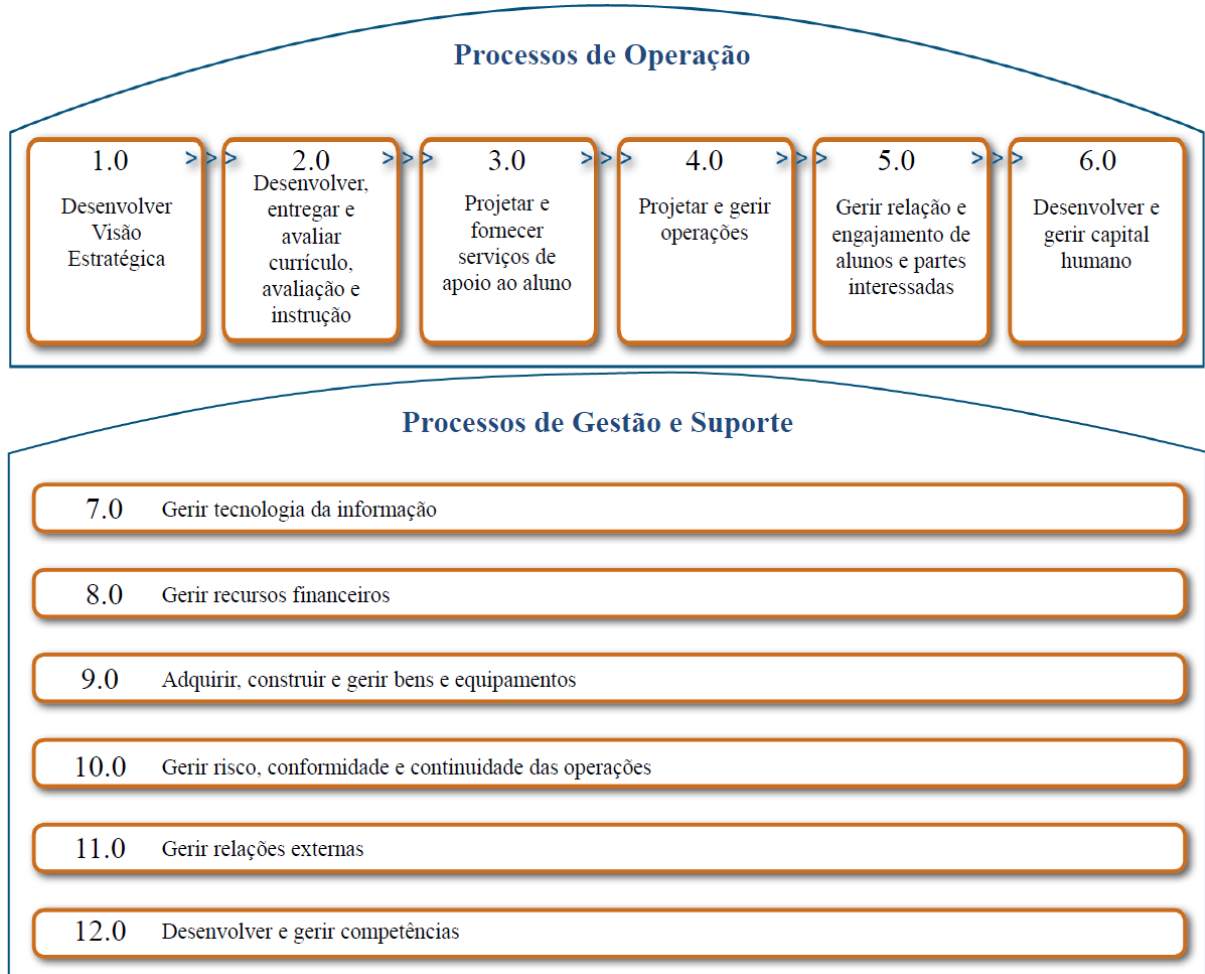 Processos de Operação
1.0
Desenvolver
Visão
Estratégica
> > >
2.0
Desenvolver,
entregar e
avaliar
currículo,
avaliação e
instrução
> > >
3.0
Projetar e
fornecer
serviços de
apoio ao aluno
> > >
4.0
Projetar e gerir
operações
> > >
5.0
Gerir relação e
engajamento de
alunos e partes
interessadas
> > >
6.0
Desenvolver e
gerir capital
humano
Processos de Gestão e Suporte
7.0 Gerir tecnologia da informação
8.0 Gerir recursos financeiros
9.0 Adquirir, construir e gerir bens e equipamentos
10.0 Gerir risco, conformidade e continuidade das operações
11.0 Gerir relações externas
12.0 Desenvolver e gerir competências